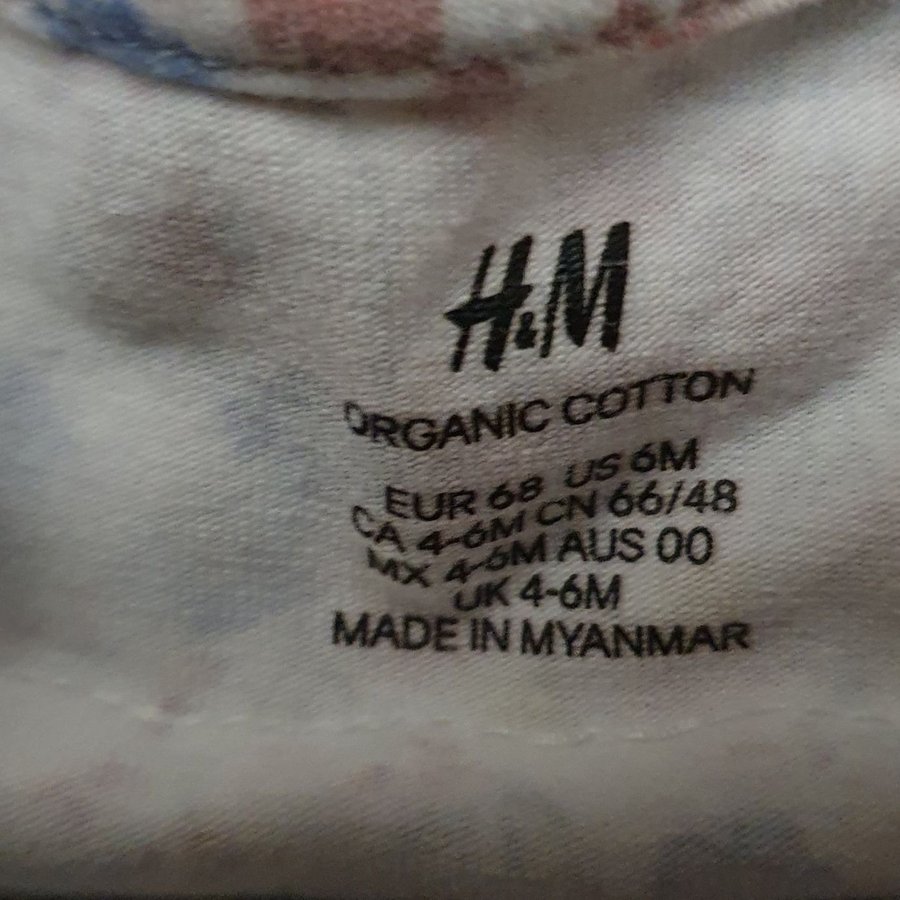 H&M
ORGANIC COTTON
EUR 68 US 6M
CA 4-6M CN 66/48
MX 4-6M AUS 00
UK 4-6M
MADE IN MYANMAR